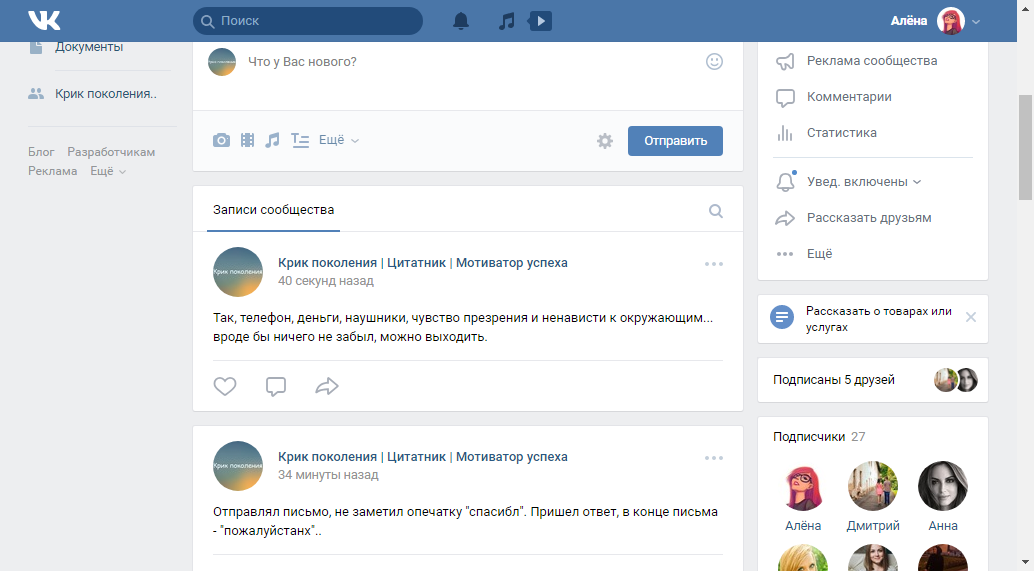 Поиск
Алёна
Документы
Крик поколения..
Блог Разработчикам
Реклама Ещё
Что у Вас нового?
Ещё
Отправить
Записи сообщества
Крик поколения
Крик поколения | Цитатник | Мотиватор успеха
40 секунд назад
Так, телефон, деньги, наушники, чувство презрения и ненависти к окружающим...
вроде бы ничего не забыл, можно выходить.
Крик поколения
Крик поколения | Цитатник | Мотиватор успеха
34 минуты назад
Отправлял письмо, не заметил опечатку "спасибл". Пришел ответ, в конце письма
- "пожалуйстанх"..
Реклама сообщества
Комментарии
Статистика
Увед. включены
Рассказать друзьям
Ещё
Рассказать о товарах или
услугах
Подписаны 5 друзей
Подписчики 27
Алёна Дмитрий Анна